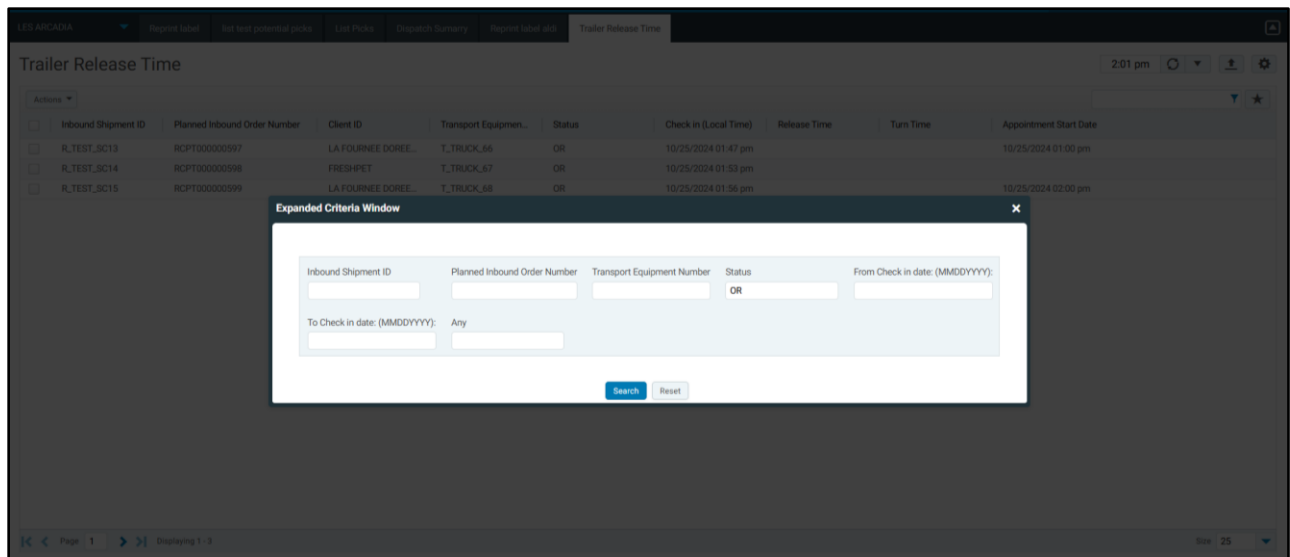 LES ARCADIA Reprint label list test potential picks List Picks Dispatch Sumarry Reprint label aldi Trailer Release Time
Trailer Release Time 2:01 pm
Actions
Inbound Shipment ID Planned Inbound Order Number Client ID Transport Equipmen... Status Check in (Local Time) Release Time Turn Time Appointment Start Date
R_TEST_SC13 RCPT000000597 LA FOURNEE DOREE... T_TRUCK_66 OR 10/25/2024 01:47 pm 10/25/2024 01:00 pm
R_TEST_SC14 RCPT000000598 FRESHPET T_TRUCK_67 OR 10/25/2024 01:53 pm
R_TEST_SC15 RCPT000000599 LA FOURNEE DOREE... T_TRUCK_68 OR 10/25/2024 01:56 pm 10/25/2024 02:00 pm
Expanded Criteria Window
Inbound Shipment ID Planned Inbound Order Number Transport Equipment Number Status From Check in date: (MMDDYYYY):
OR
To Check in date: (MMDDYYYY): Any
Search Reset
Page 1 Displaying 1 - 3 Size 25